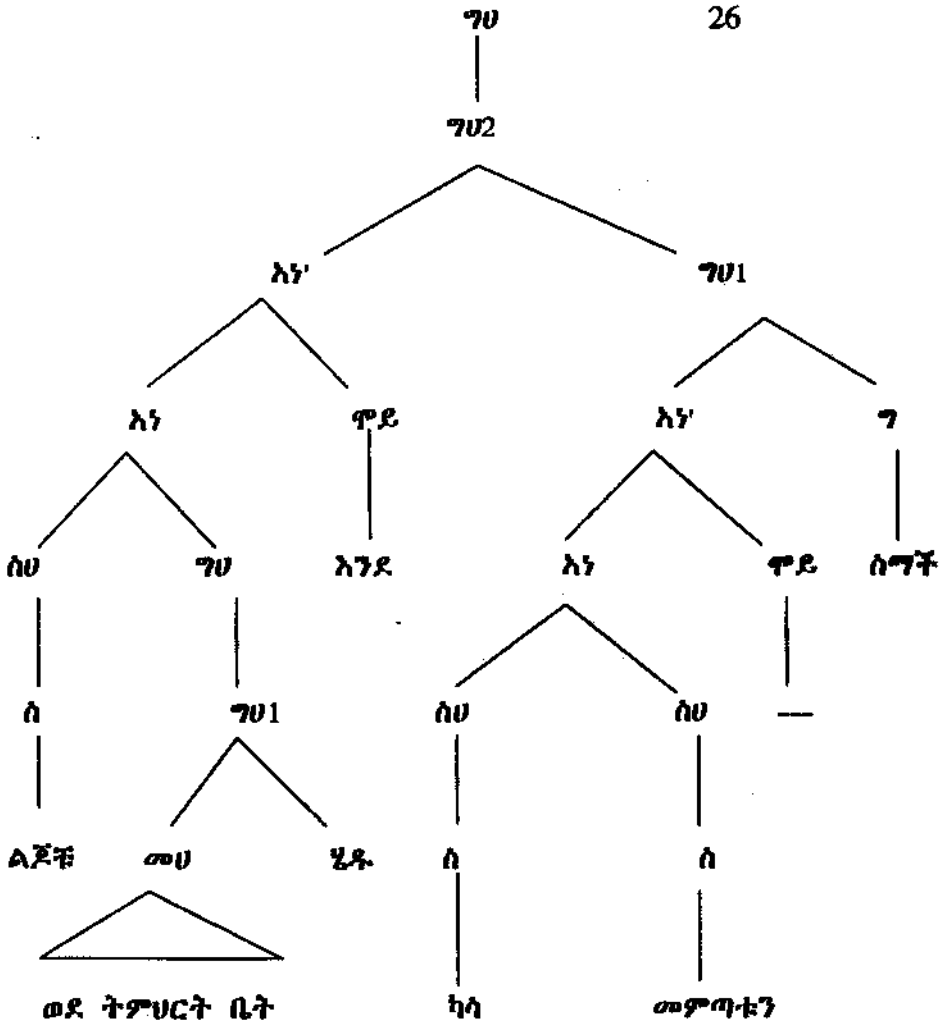 ግሀ 26
ግሀ2
አነ' ግሀ1
አነ ሞይ አነ' ግ
ስሀ ግሀ እንደ አነ ሞይ ስማች
ስ ግሀ1 ስሀ ስሀ ---
ልጆቹ መሀ ሄዱ ስ ስ
ወደ ትምህርት ቤት ካሳ መምጣቱን